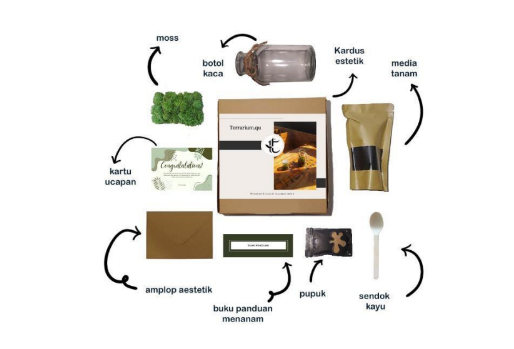 moss
botol
kaca
Kardus
estetik
media
tanam
Terrarium.qu
kartu
ucapan
Congratulations!
amplop aestetik
buku panduan
menanam
pupuk
sendok
kayu